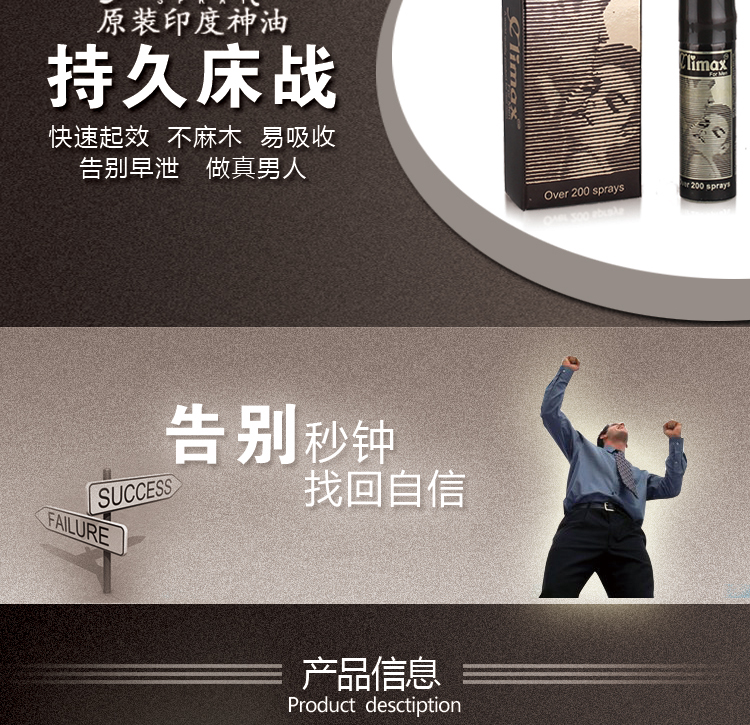 原装印度神油
持久床战
快速起效 不麻木 易吸收
告别早泄 做真男人
Climax
Over 200 sprays
Climax
For Men
er 200 sprays
告别秒钟
找回自信
SUCCESS
FAILURE
产品信息
Product desctiption